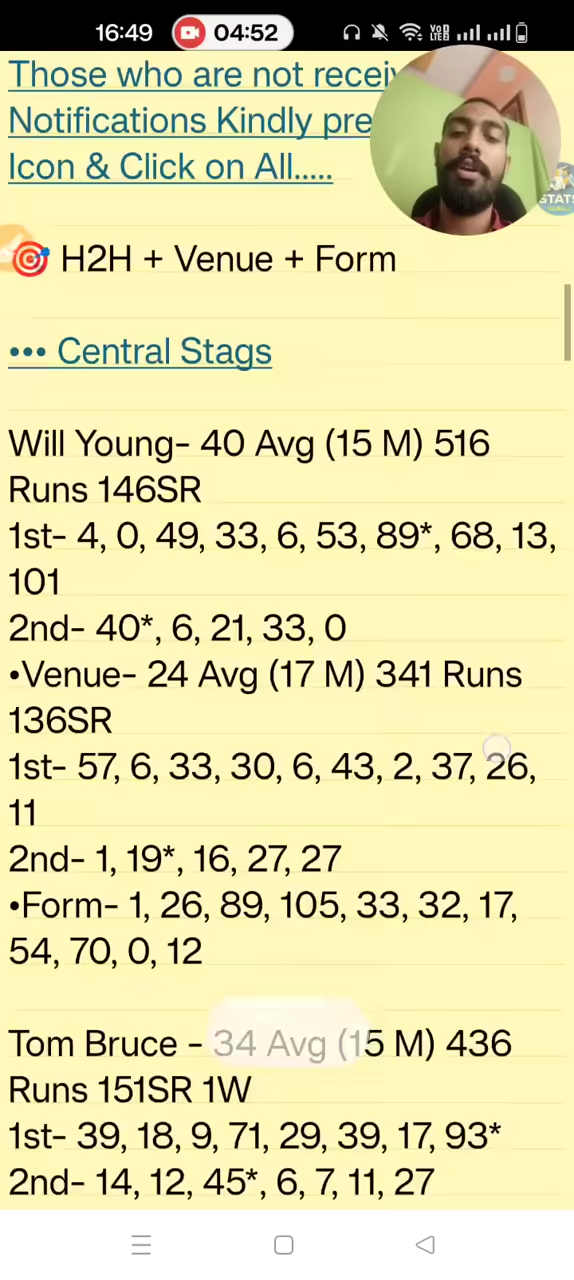 16:49
04:52
Those who are not
Notifications Kindly
Icon & Click on All.....
STATS
🎯 H2H + Venue + Form
••• Central Stags
Will Young- 40 Avg (15 M) 516
Runs 146SR
1st- 4, 0, 49, 33, 6, 53, 89*, 68, 13,
101
2nd- 40*, 6, 21, 33, 0
•Venue- 24 Avg (17 M) 341 Runs
136SR
1st- 57, 6, 33, 30, 6, 43, 2, 37, 26,
11
2nd- 1, 19*, 16, 27, 27
•Form- 1, 26, 89, 105, 33, 32, 17,
54, 70, 0, 12
Tom Bruce - 34 Avg (15 M) 436
Runs 151SR 1W
1st- 39, 18, 9, 71, 29, 39, 17, 93*
2nd- 14, 12, 45*, 6, 7, 11, 27